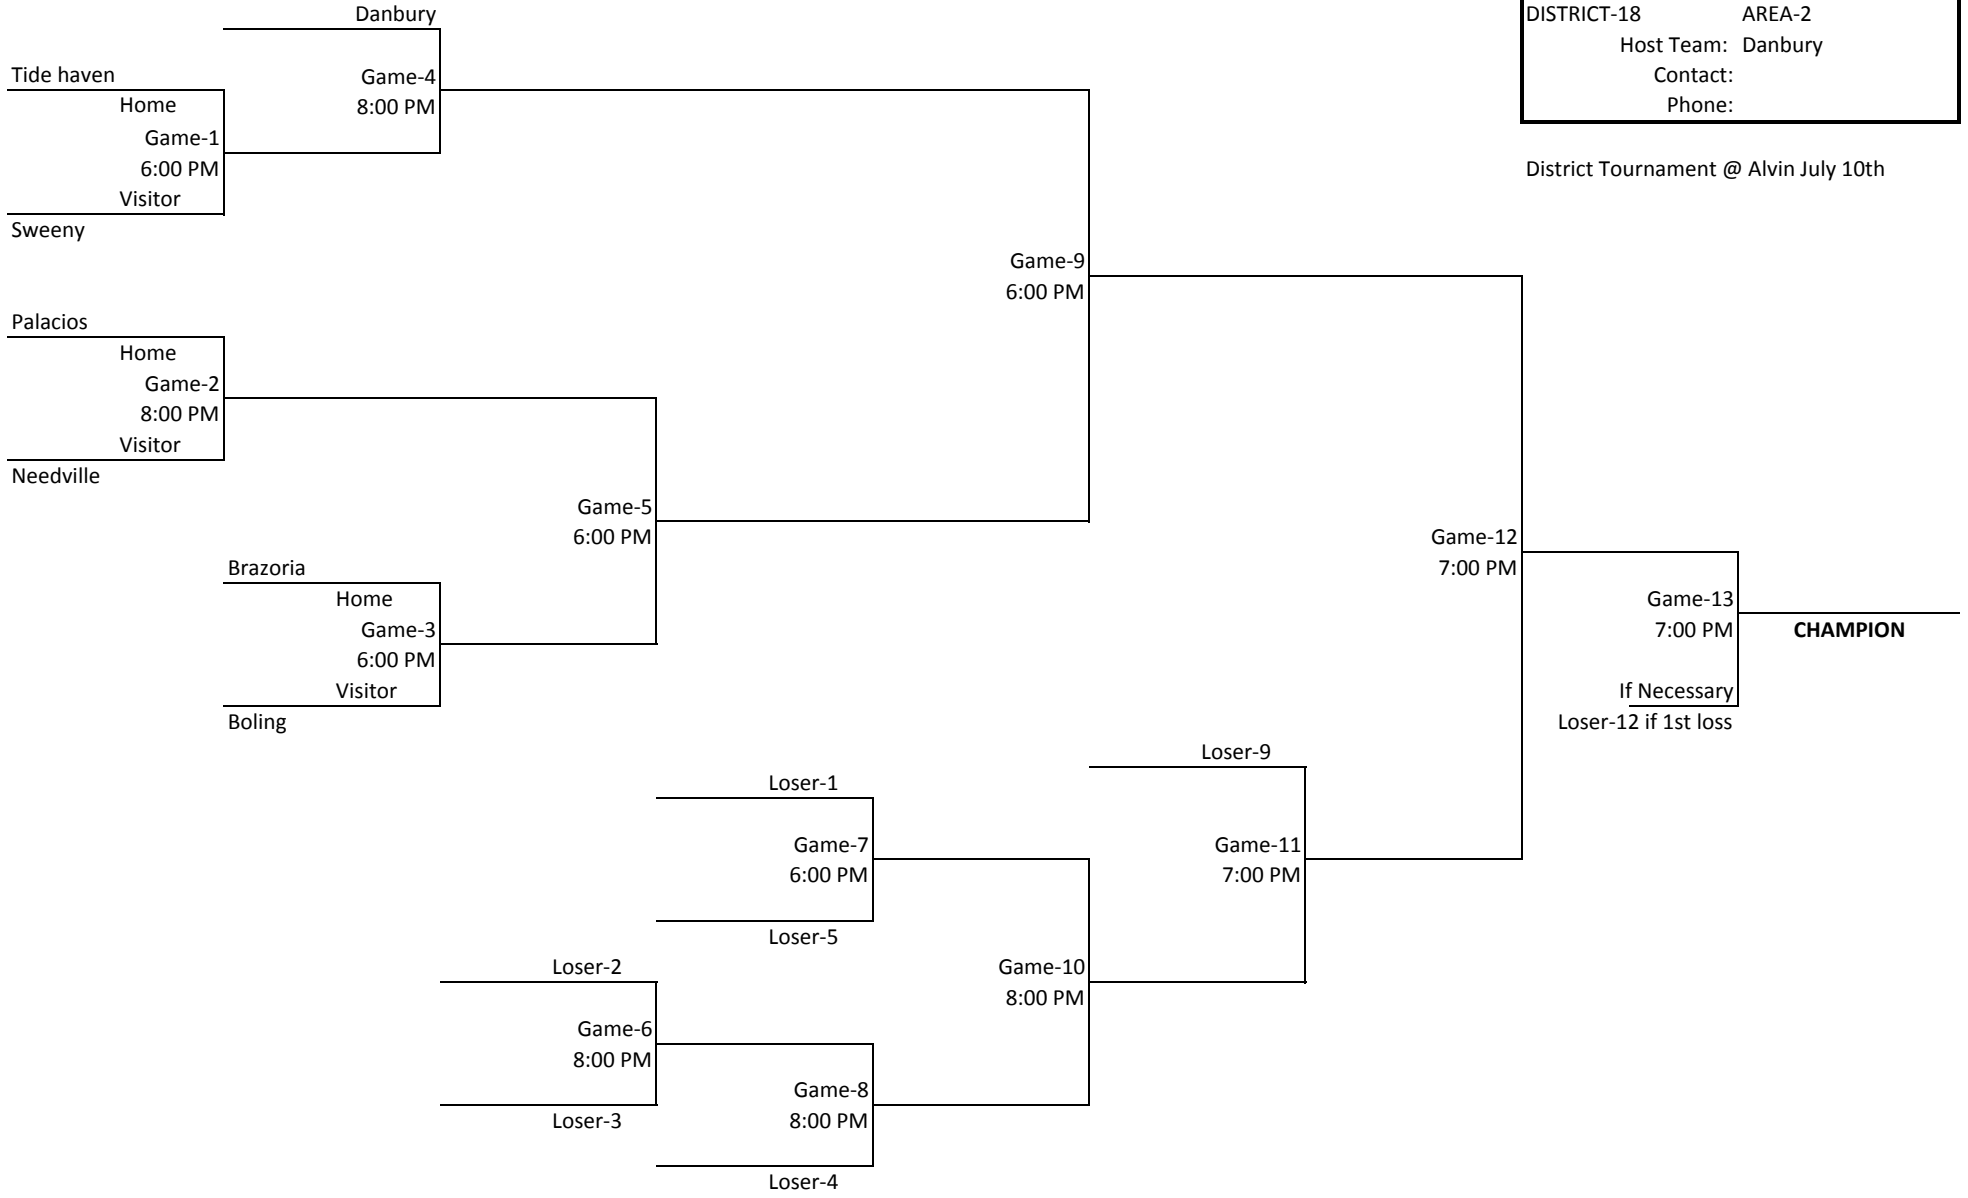 Danbury
DISTRICT-18 AREA-2
Host Team: Danbury
Contact:
Phone:
District Tournament @ Alvin July 10th
Tide haven
Home
Game-1
6:00 PM
Visitor
Sweeny
Game-4
8:00 PM
Palacios
Home
Game-2
8:00 PM
Visitor
Needville
Game-9
6:00 PM
Game-5
6:00 PM
Brazoria
Home
Game-3
6:00 PM
Visitor
Boling
Game-12
7:00 PM
Game-13
7:00 PM
CHAMPION
If Necessary
Loser-12 if 1st loss
Loser-9
Loser-1
Game-7
6:00 PM
Loser-5
Game-11
7:00 PM
Loser-2
Game-6
8:00 PM
Loser-3
Game-10
8:00 PM
Game-8
8:00 PM
Loser-4